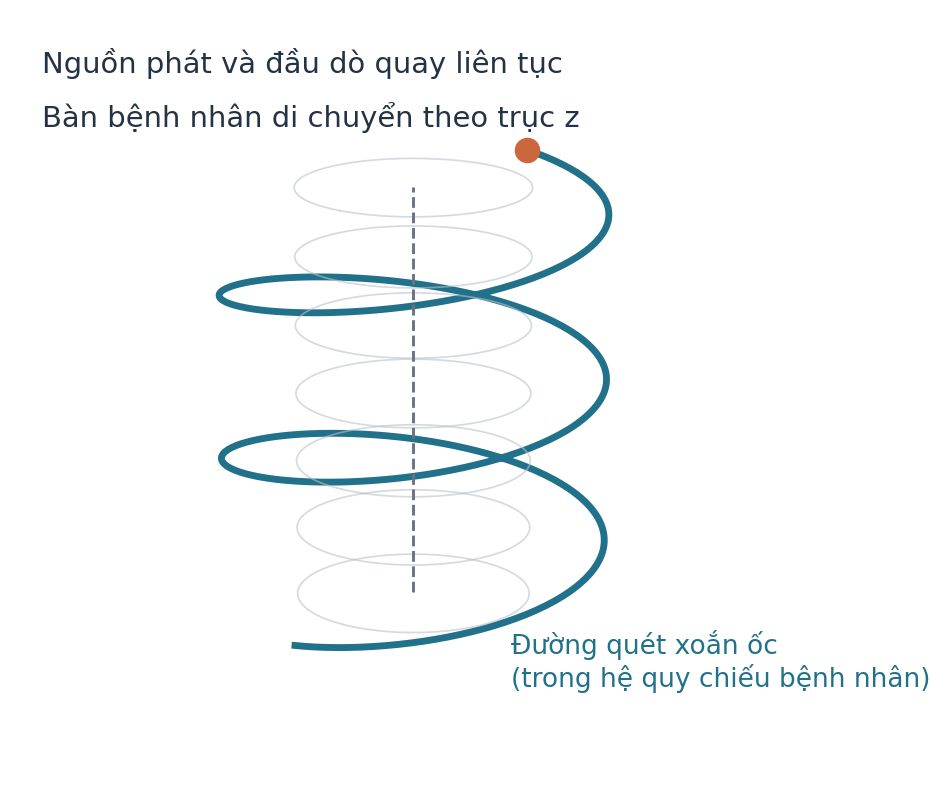 Nguồn phát và đầu dò quay liên tục
Bàn bệnh nhân di chuyển theo trục z
Đường quét xoắn ốc
(trong hệ quy chiếu bệnh nhân)